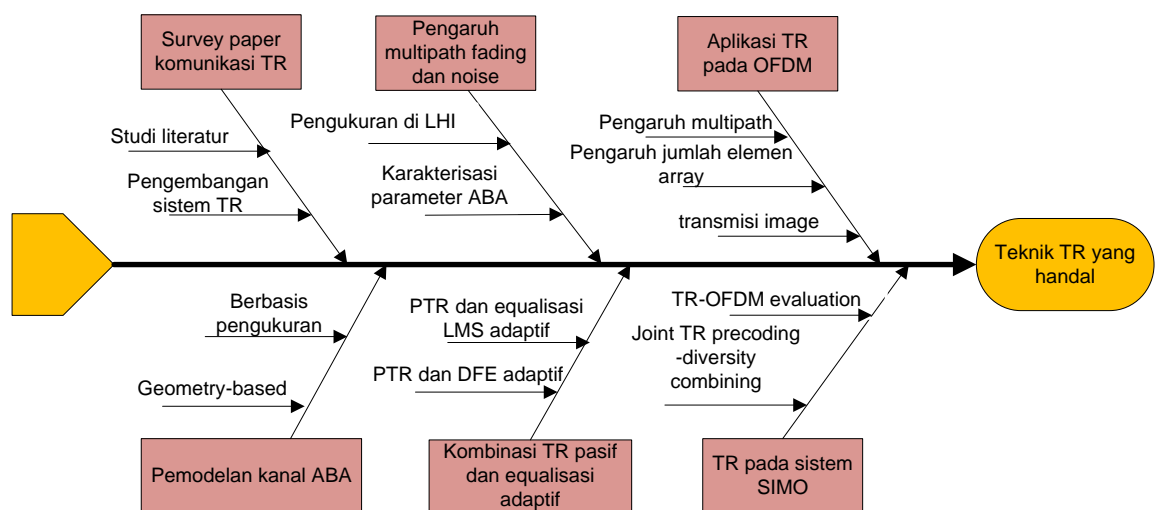 Survey paper
komunikasi TR
Pengaruh
multipath fading
dan noise
Aplikasi TR
pada OFDM
Studi literatur
Pengembangan
sistem TR
Pengukuran di LHI
Karakterisasi
parameter ABA
Pengaruh multipath
Pengaruh jumlah elemen
array
transmisi image
Teknik TR yang
handal
Berbasis
pengukuran
Geometry-based
PTR dan equalisasi
LMS adaptif
PTR dan DFE adaptif
TR-OFDM evaluation
Joint TR precoding
-diversity
combining
Pemodelan kanal ABA
Kombinasi TR pasif
dan equalisasi
adaptif
TR pada sistem
SIMO